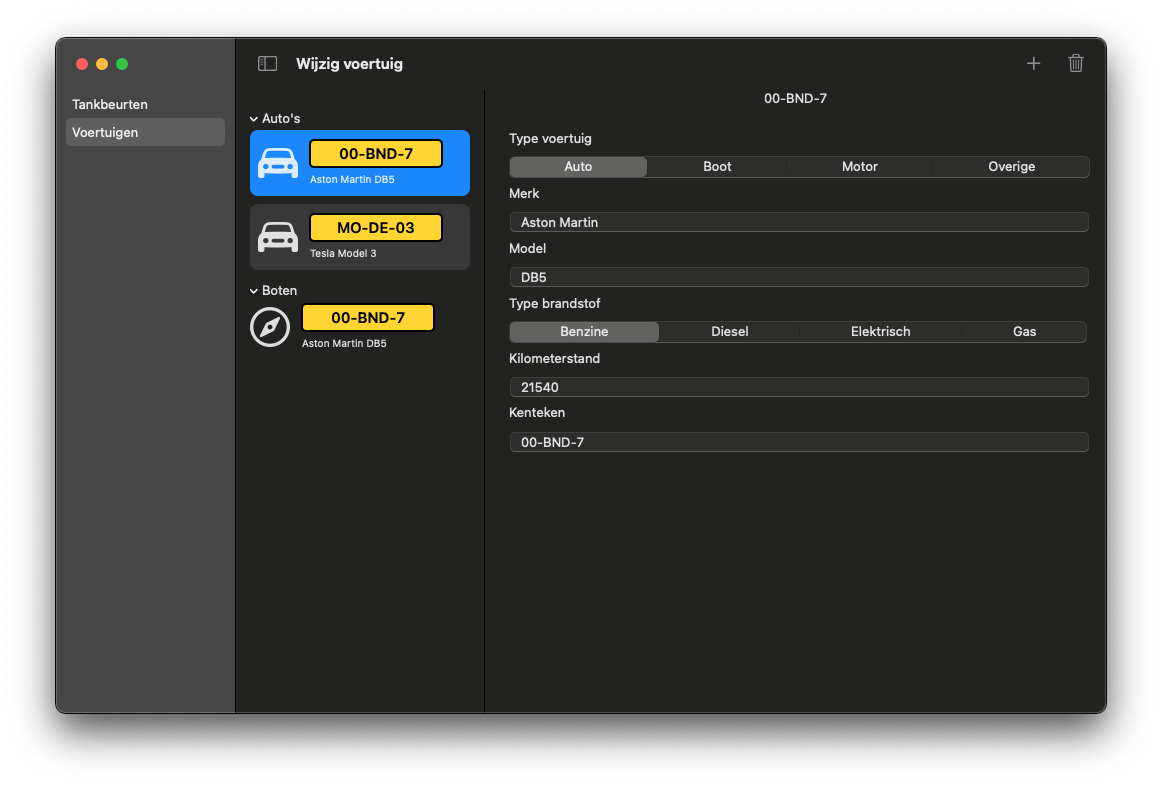 Wijzig voertuig
Tankbeurten
Voertuigen
Auto's
00-BND-7
Aston Martin DB5
MO-DE-03
Tesla Model 3
Boten
00-BND-7
Aston Martin DB5
00-BND-7
Type voertuig
Auto Boot Motor Overige
Merk
Aston Martin
Model
DB5
Type brandstof
Benzine Diesel Elektrisch Gas
Kilometerstand
21540
Kenteken
00-BND-7